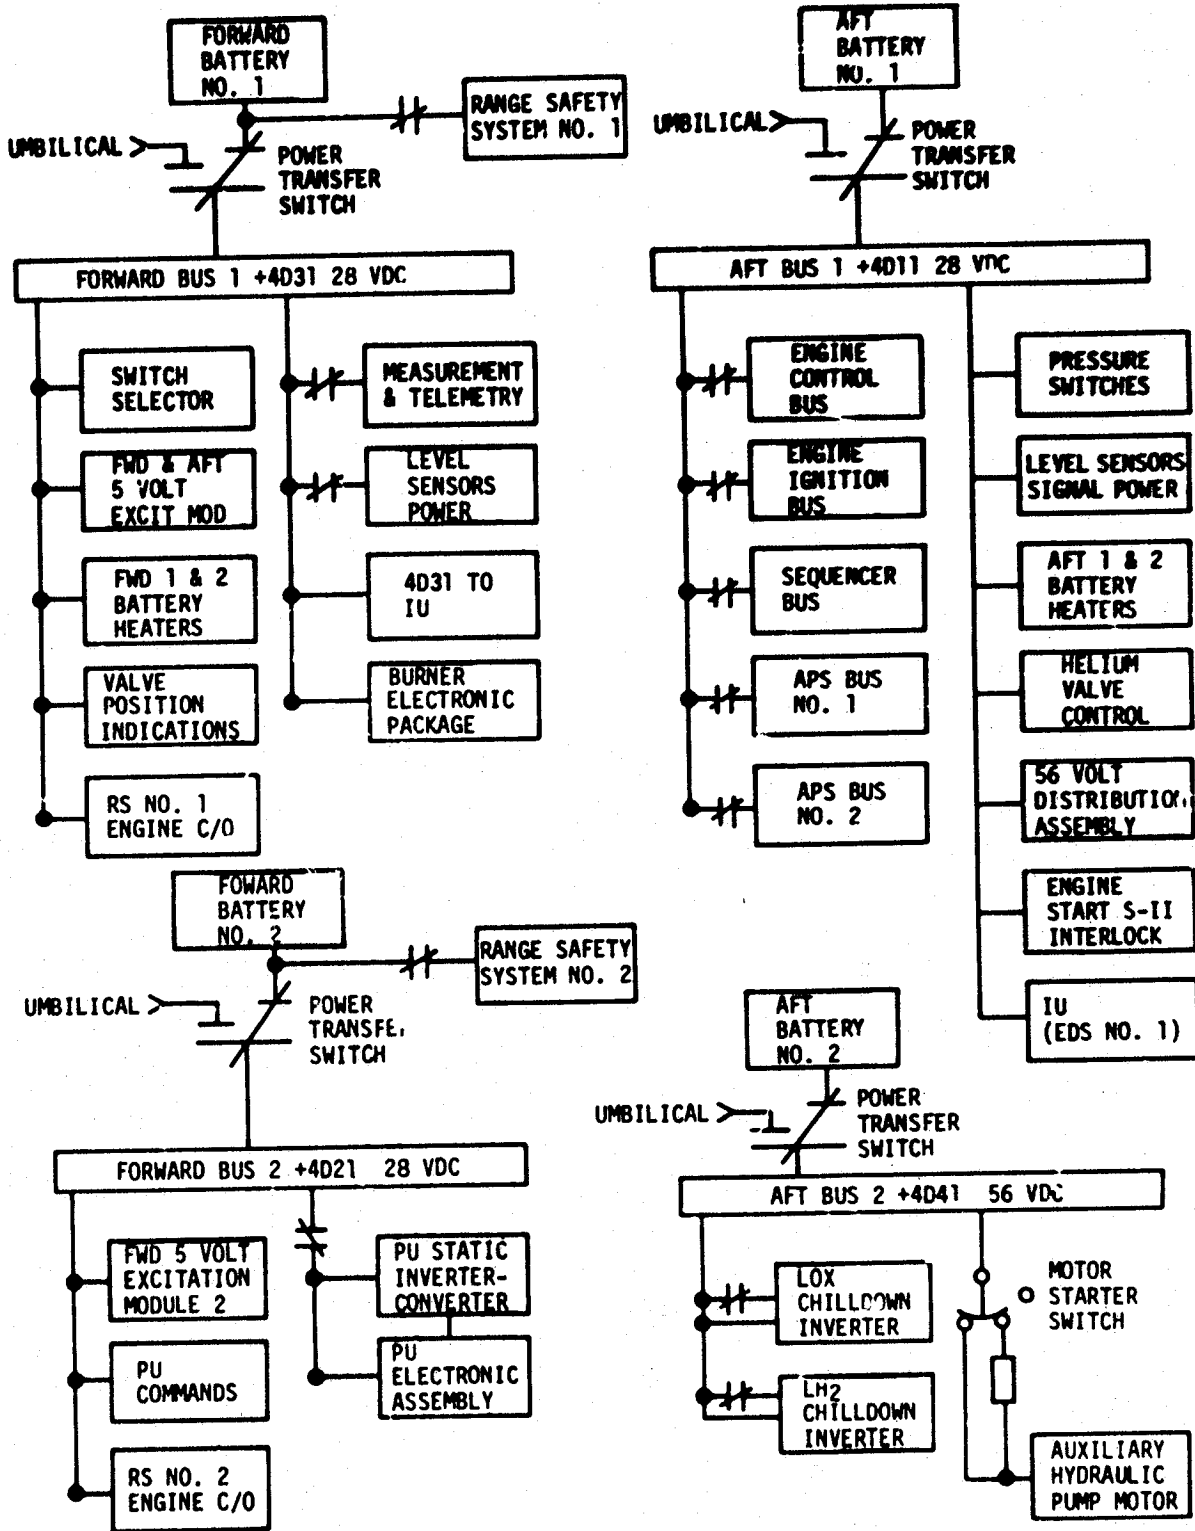 FORWARD
BATTERY
NO. 1
RANGE SAFETY
SYSTEM NO. 1
UMBILICAL
POWER
TRANSFER
SWITCH
FORWARD BUS 1 +4D31 28 VDC
SWITCH
SELECTOR
FWD & AFT
5 VOLT
EXCIT MOD
FWD 1 & 2
BATTERY
HEATERS
VALVE
POSITION
INDICATIONS
RS NO. 1
ENGINE C/O
MEASUREMENT
& TELEMETRY
LEVEL
SENSORS
POWER
4D31 TO
IU
BURNER
ELECTRONIC
PACKAGE
AFT
BATTERY
NO. 1
UMBILICAL
POWER
TRANSFER
SWITCH
AFT BUS 1 +4D11 28 VDC
ENGINE
CONTROL
BUS
ENGINE
IGNITION
BUS
SEQUENCER
BUS
APS BUS
NO. 1
APS BUS
NO. 2
PRESSURE
SWITCHES
LEVEL SENSORS
SIGNAL POWER
AFT 1 & 2
BATTERY
HEATERS
HELIUM
VALVE
CONTROL
56 VOLT
DISTRIBUTION
ASSEMBLY
ENGINE
START S-II
INTERLOCK
IU
(EDS NO. 1)
FOWARD
BATTERY
NO. 2
RANGE SAFETY
SYSTEM NO. 2
UMBILICAL
POWER
TRANSFE
SWITCH
FORWARD BUS 2 +4D21 28 VDC
FWD 5 VOLT
EXCITATION
MODULE 2
PU
COMMANDS
RS NO. 2
ENGINE C/O
PU STATIC
INVERTER-
CONVERTER
PU
ELECTRONIC
ASSEMBLY
AFT
BATTERY
NO. 2
UMBILICAL
POWER
TRANSFER
SWITCH
AFT BUS 2 +4D41 56 VDC
LOX
CHILLDOWN
INVERTER
LH2
CHILLDOWN
INVERTER
MOTOR
STARTER
SWITCH
AUXILIARY
HYDRAULIC
PUMP MOTOR